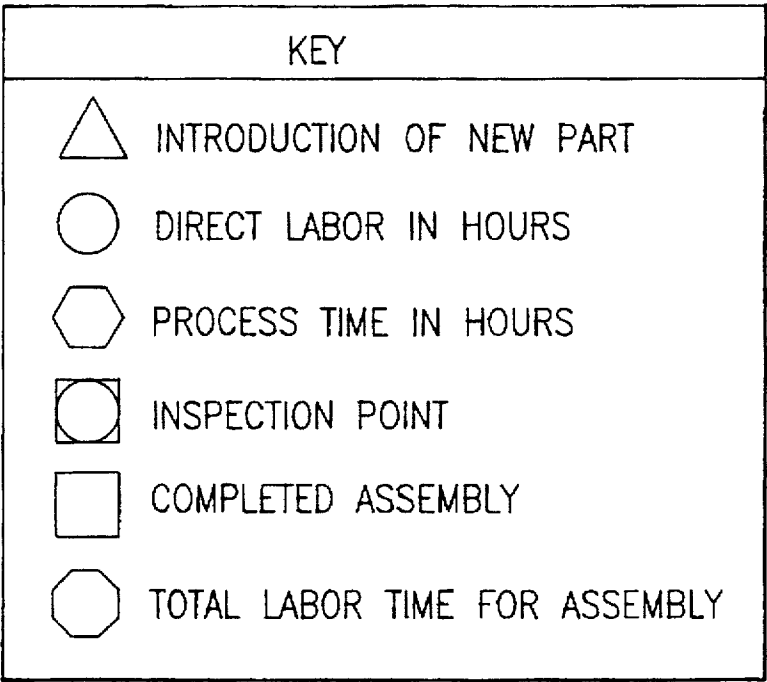 KEY
INTRODUCTION OF NEW PART
DIRECT LABOR IN HOURS
PROCESS TIME IN HOURS
INSPECTION POINT
COMPLETED ASSEMBLY
TOTAL LABOR TIME FOR ASSEMBLY